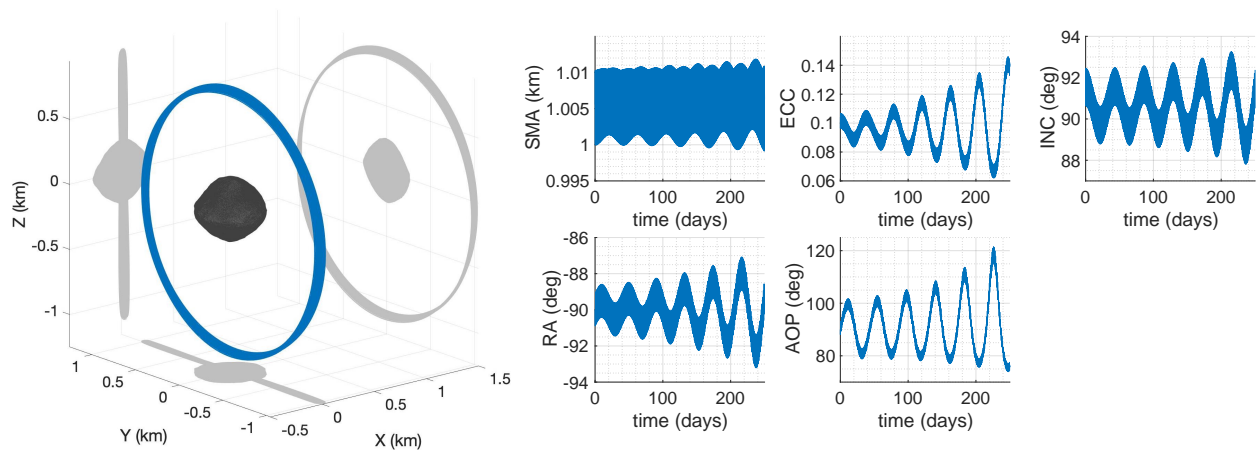 0.5
0
-0.5
-1
Z (km)
1
0.5
0
-0.5
-1
Y (km)
-0.5
0
0.5
1
1.5
X (km)
1.01
1.005
1
0.995
SMA (km)
0 100 200
time (days)
0.14
0.12
0.1
0.08
0.06
ECC
0 100 200
time (days)
94
92
90
88
INC (deg)
0 100 200
time (days)
-86
-88
-90
-92
-94
RA (deg)
0 100 200
time (days)
120
100
80
AOP (deg)
0 100 200
time (days)